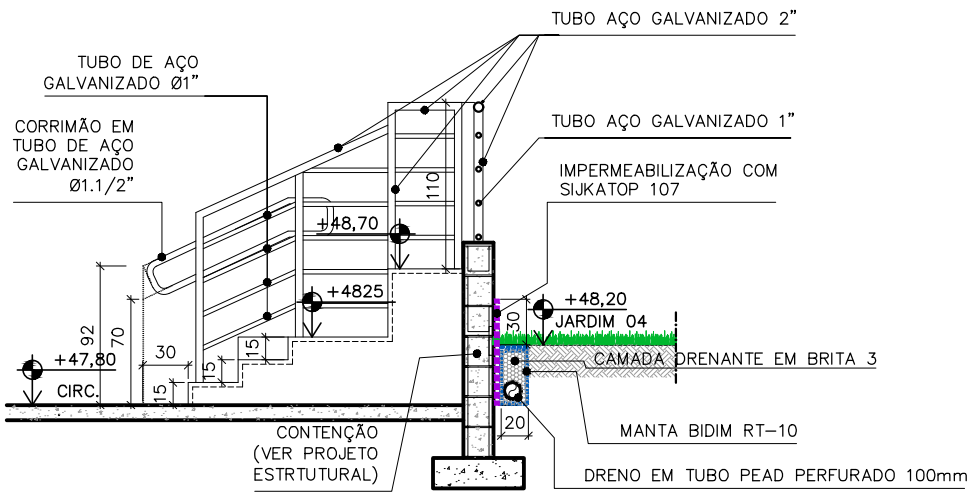 TUBO AÇO GALVANIZADO 2"
TUBO DE AÇO
GALVANIZADO Ø1"
CORRIMÃO EM
TUBO DE AÇO
GALVANIZADO
Ø1.1/2"
TUBO AÇO GALVANIZADO 1"
IMPERMEABILIZAÇÃO COM
SIJKATOP 107
110
+48,70
+4825
+48,20
JARDIM 04
30
92
70
30
15
15
15
+47,80
CIRC.
CAMADA DRENANTE EM BRITA 3
20
CONTENÇÃO
(VER PROJETO
ESTRTUTURAL)
MANTA BIDIM RT-10
DRENO EM TUBO PEAD PERFURADO 100mm